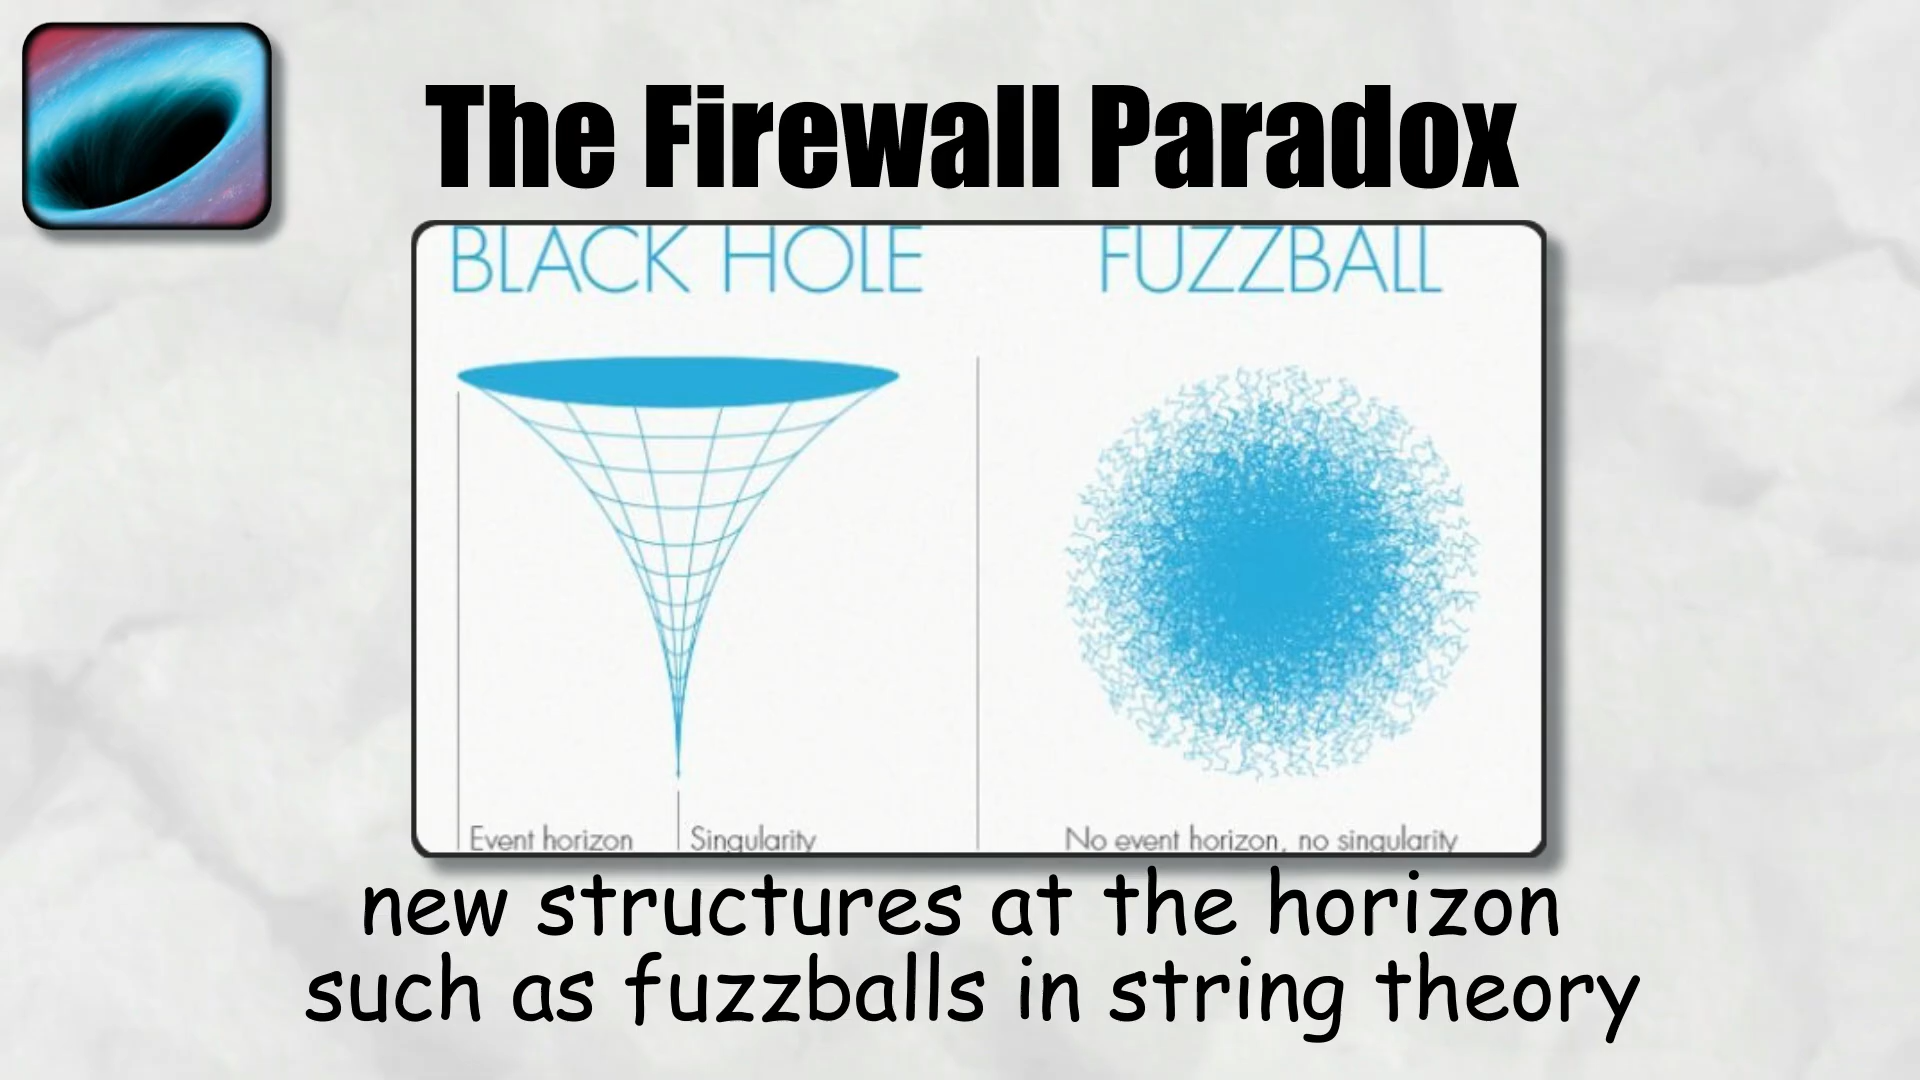 The Firewall Paradox
BLACK HOLE
FUZZBALL
Event horizon
Singularity
No event horizon, no singularity
new structures at the horizon
such as fuzzballs in string theory